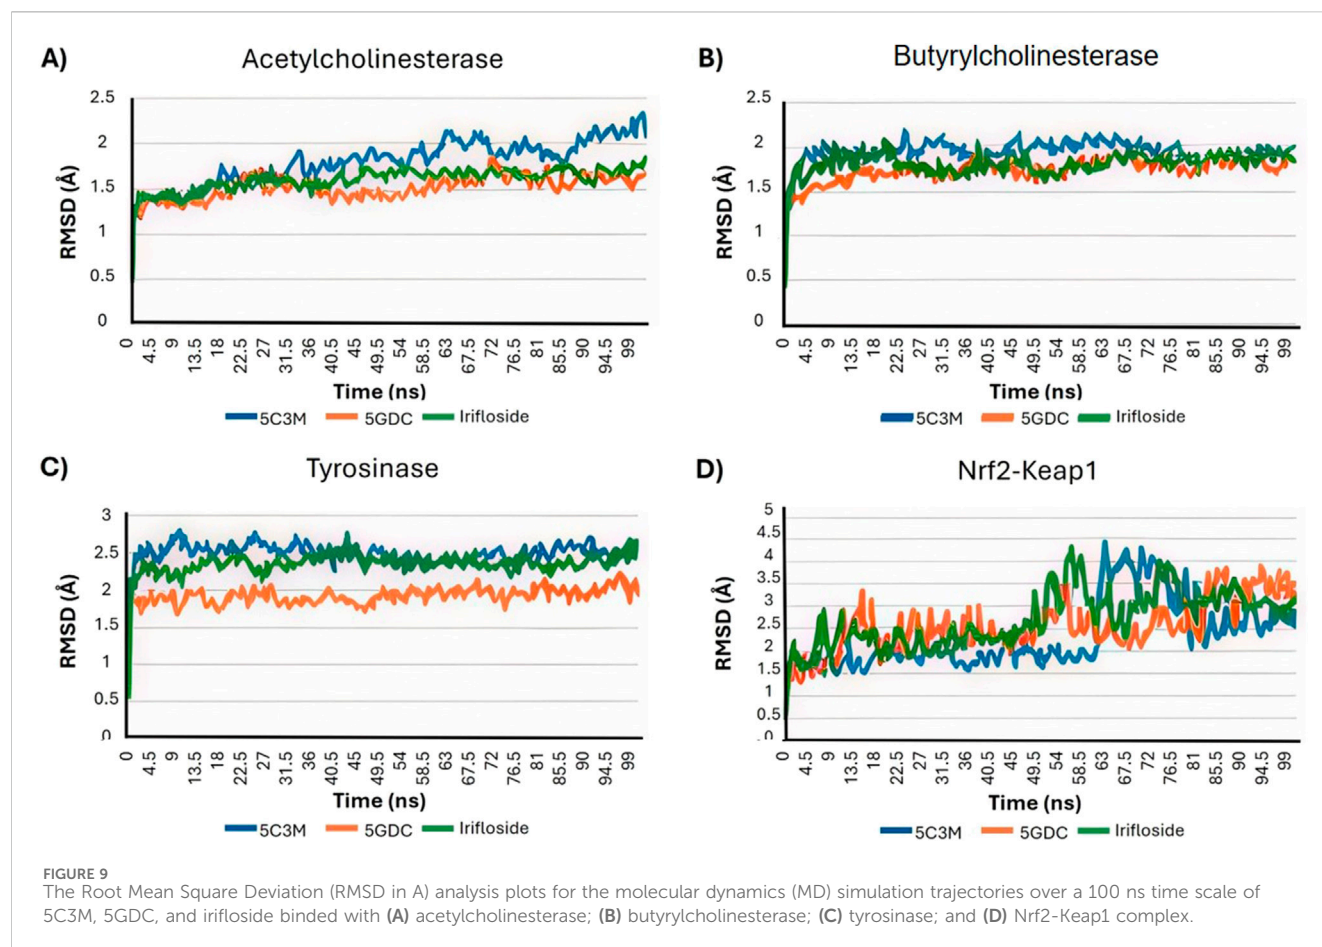 A)
Acetylcholinesterase
2.5
2
1.5
1
0.5
0
RMSD (Å)
0 4.5 9 13.5 18 22.5 27 31.5 36 40.5 45 49.5 54 58.5 63 67.5 72 76.5 81 85.5 90 94.5 99
Time (ns)
5C3M 5GDC Irifloside
B)
Butyrylcholinesterase
2.5
2
1.5
1
0.5
0
RMSD (Å)
0 4.5 9 13.5 18 22.5 27 31.5 36 40.5 45 49.5 54 58.5 63 67.5 72 76.5 81 85.5 90 94.5 99
Time (ns)
5C3M 5GDC Irifloside
C)
Tyrosinase
3
2.5
2
1.5
1
0.5
0
RMSD (Å)
0 4.5 9 13.5 18 22.5 27 31.5 36 40.5 45 49.5 54 58.5 63 67.5 72 76.5 81 85.5 90 94.5 99
Time (ns)
5C3M 5GDC Irifloside
D)
Nrf2-Keap1
5
4.5
4
3.5
3
2.5
2
1.5
1
0.5
0
RMSD (Å)
0 4.5 9 13.5 18 22.5 27 31.5 36 40.5 45 49.5 54 58.5 63 67.5 72 76.5 81 85.5 90 94.5 99
Time (ns)
5C3M 5GDC Irifloside
FIGURE 9
The Root Mean Square Deviation (RMSD in A) analysis plots for the molecular dynamics (MD) simulation trajectories over a 100 ns time scale of
5C3M, 5GDC, and irifloside binded with (A) acetylcholinesterase; (B) butyrylcholinesterase; (C) tyrosinase; and (D) Nrf2-Keap1 complex.